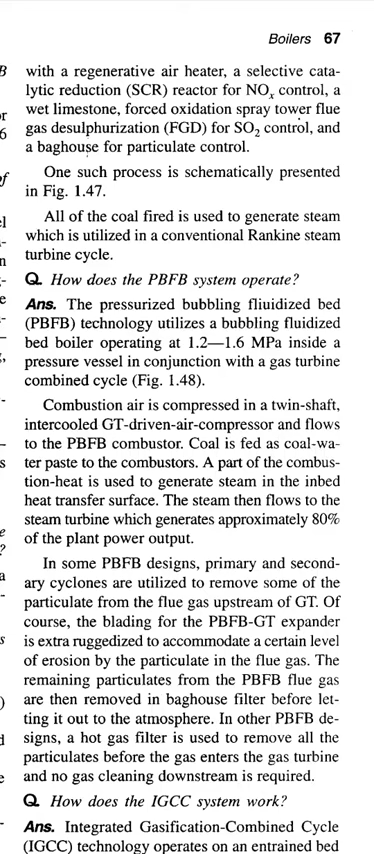 Boilers 67
with a regenerative air heater, a selective cata-
lytic reduction (SCR) reactor for NOx control, a
wet limestone, forced oxidation spray tower flue
gas desulphurization (FGD) for SO2 control, and
a baghouse for particulate control.
One such process is schematically presented
in Fig. 1.47.
All of the coal fired is used to generate steam
which is utilized in a conventional Rankine steam
turbine cycle.
Q. How does the PBFB system operate?
Ans. The pressurized bubbling fliuidized bed
(PBFB) technology utilizes a bubbling fluidized
bed boiler operating at 1.2—1.6 MPa inside a
pressure vessel in conjunction with a gas turbine
combined cycle (Fig. 1.48).
Combustion air is compressed in a twin-shaft,
intercooled GT-driven-air-compressor and flows
to the PBFB combustor. Coal is fed as coal-wa-
ter paste to the combustors. A part of the combus-
tion-heat is used to generate steam in the inbed
heat transfer surface. The steam then flows to the
steam turbine which generates approximately 80%
of the plant power output.
In some PBFB designs, primary and second-
ary cyclones are utilized to remove some of the
particulate from the flue gas upstream of GT. Of
course, the blading for the PBFB-GT expander
is extra ruggedized to accommodate a certain level
of erosion by the particulate in the flue gas. The
remaining particulates from the PBFB flue gas
are then removed in baghouse filter before let-
ting it out to the atmosphere. In other PBFB de-
signs, a hot gas filter is used to remove all the
particulates before the gas enters the gas turbine
and no gas cleaning downstream is required.
Q. How does the IGCC system work?
Ans. Integrated Gasification-Combined Cycle
(IGCC) technology operates on an entrained bed